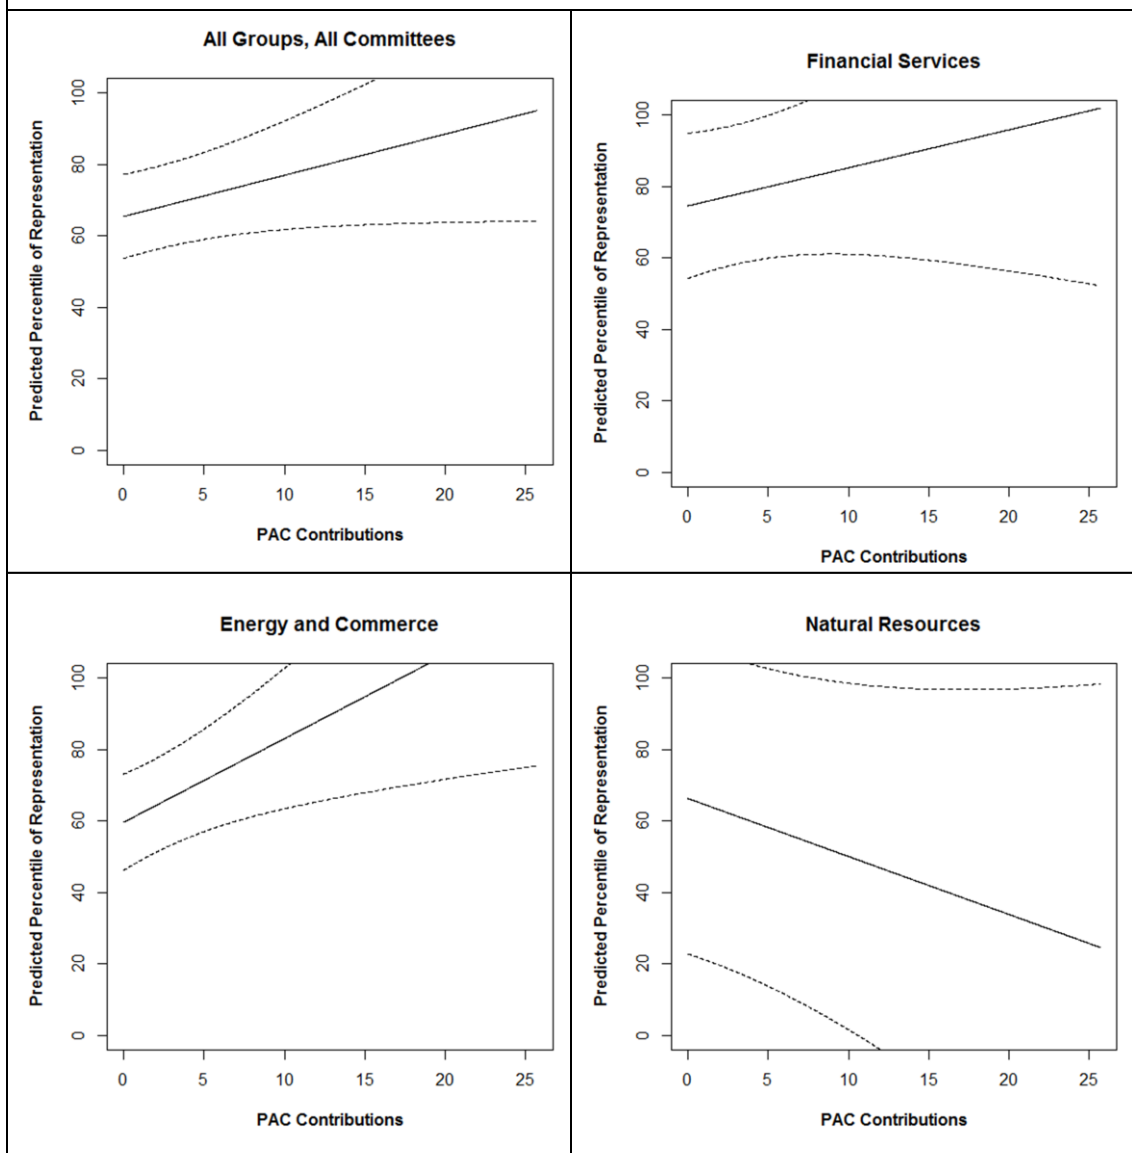 All Groups, All Committees
Predicted Percentile of Representation
100
80
60
40
20
0
0 5 10 15 20 25
PAC Contributions
Financial Services
Predicted Percentile of Representation
100
80
60
40
20
0
0 5 10 15 20 25
PAC Contributions
Energy and Commerce
Predicted Percentile of Representation
100
80
60
40
20
0
0 5 10 15 20 25
PAC Contributions
Natural Resources
Predicted Percentile of Representation
100
80
60
40
20
0
0 5 10 15 20 25
PAC Contributions